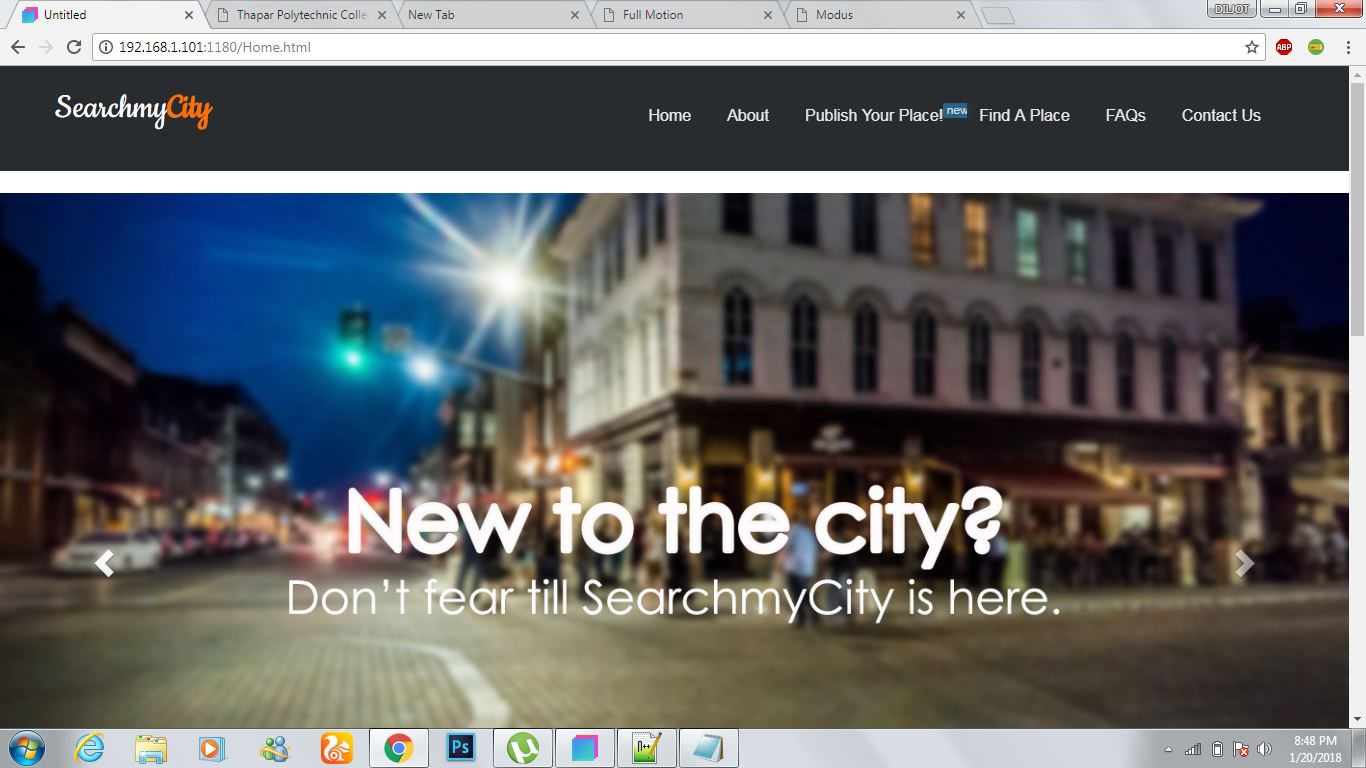 Untitled
Thapar Polytechnic Colle
New Tab
Full Motion
Modus
DILJOT
192.168.1.101:1180/Home.html
ABP
SearchmyCity
Home
About
Publish Your Place!
new
Find A Place
FAQs
Contact Us
New to the city?
Don't fear till SearchmyCity is here.
Ps
8:48 PM
1/20/2018